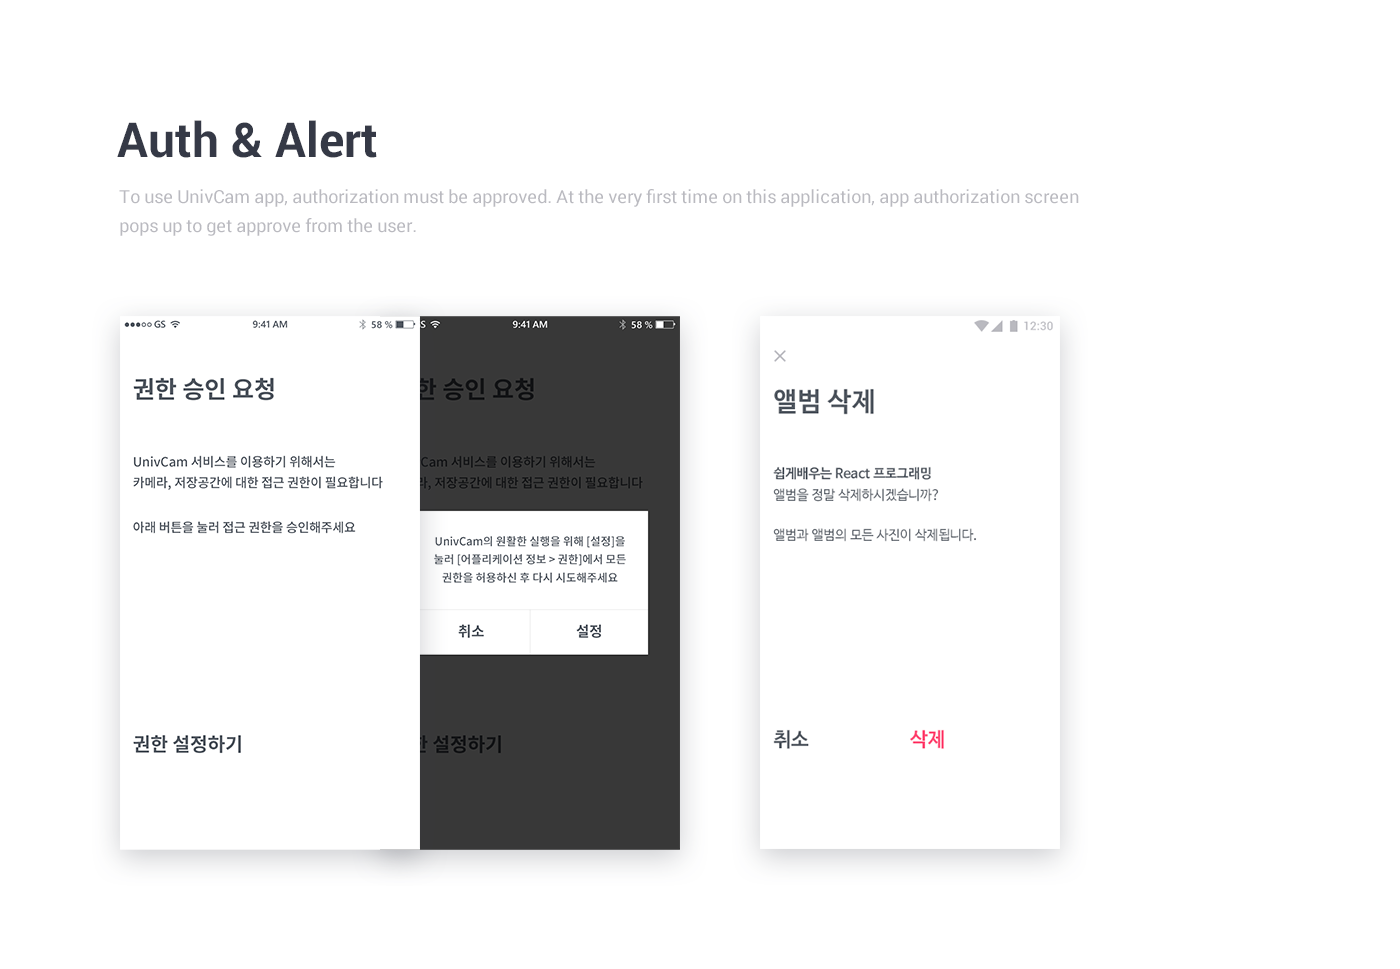 Auth & Alert
To use UnivCam app, authorization must be approved. At the very first time on this application, app authorization screen
pops up to get approve from the user.
GS 9:41 AM 58 %
권한 승인 요청
UnivCam 서비스를 이용하기 위해서는
카메라, 저장공간에 대한 접근 권한이 필요합니다
아래 버튼을 눌러 접근 권한을 승인해주세요
권한 설정하기
S 9:41 AM 58 %
한 승인 요청
Cam 서비스를 이용하기 위해서는
라, 저장공간에 대한 접근 권한이 필요합니다
UnivCam의 원활한 실행을 위해 [설정]을
눌러 [어플리케이션 정보 > 권한]에서 모든
권한을 허용하신 후 다시 시도해주세요
취소 설정
한 설정하기
12:30
앨범 삭제
쉽게배우는 React 프로그래밍
앨범을 정말 삭제하시겠습니까?
앨범과 앨범의 모든 사진이 삭제됩니다.
취소 삭제